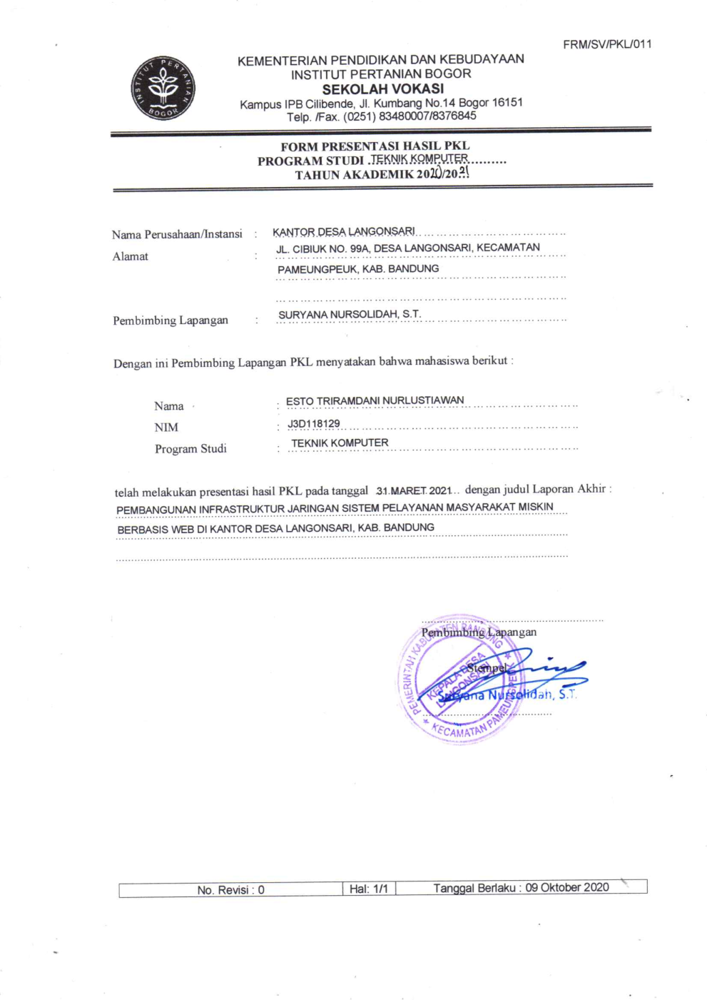 FRM/SV/PKL/011
INSTITUT PERTANIAN
BOGOR
KEMENTERIAN PENDIDIKAN DAN KEBUDAYAAN
INSTITUT PERTANIAN BOGOR
SEKOLAH VOKASI
Kampus IPB Cilibende, Jl. Kumbang No.14 Bogor 16151
Telp. /Fax. (0251) 83480007/8376845
FORM PRESENTASI HASIL PKL
PROGRAM STUDI .TEKNIK KOMPUTER..........
TAHUN AKADEMIK 2020/2021
Nama Perusahaan/Instansi : KANTOR DESA LANGONSARI
Alamat : JL. CIBIUK NO. 99A, DESA LANGONSARI, KECAMATAN
PAMEUNGPEUK, KAB. BANDUNG
Pembimbing Lapangan : SURYANA NURSOLIDAH, S.T.
Dengan ini Pembimbing Lapangan PKL menyatakan bahwa mahasiswa berikut :
Nama : ESTO TRIRAMDANI NURLUSTIAWAN
NIM : J3D118129
Program Studi : TEKNIK KOMPUTER
telah melakukan presentasi hasil PKL pada tanggal 31 MARET 2021 dengan judul Laporan Akhir :
PEMBANGUNAN INFRASTRUKTUR JARINGAN SISTEM PELAYANAN MASYARAKAT MISKIN
BERBASIS WEB DI KANTOR DESA LANGONSARI, KAB. BANDUNG
Pembimbing Lapangan
Stempel
Suryana Nursolidah, S.T.
PEMERINTAH KABUPATEN BANDUNG
KEPALA DESA
LANGONSARI
KECAMATAN PAMEUNGPEUK
No. Revisi : 0 Hal: 1/1 Tanggal Berlaku : 09 Oktober 2020